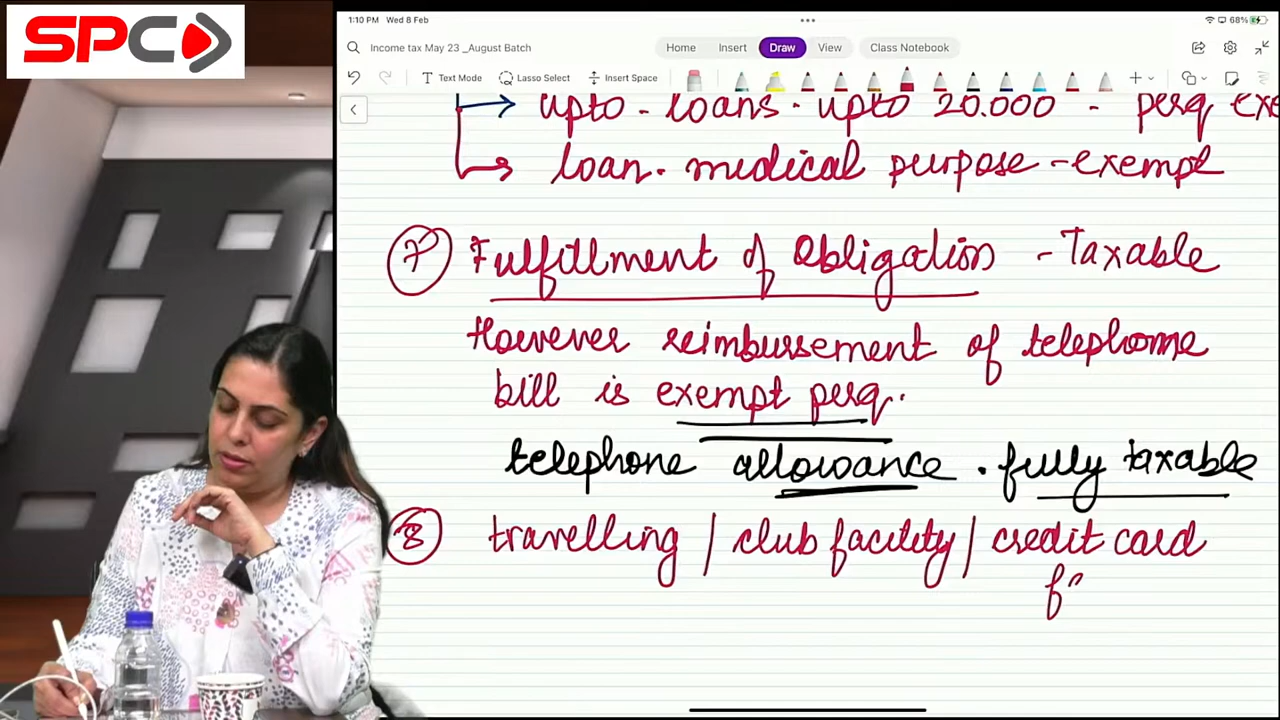 SPC
1:10 PM Wed 8 Feb
68%
Income tax May 23 _August Batch
Home Insert Draw View Class Notebook
Text Mode Lasso Select Insert Space
upto - loans. upto 20.000 - perq exe
loan. medical purpose - exempt
7 Fulfillment of Obligation - Taxable
However reimbursement of telephone
bill is exempt perq.
telephone allowance . fully taxable
8 travelling / club facility / credit card